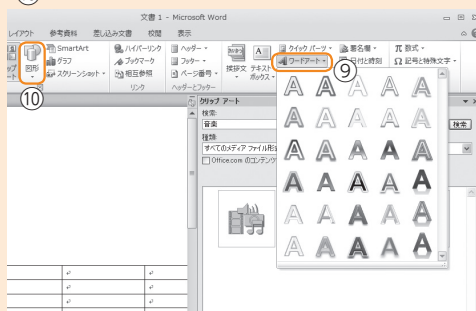 文書 1 - Microsoft Word
レイアウト 参考資料 差し込み文書 校閲 表示
図形
SmartArt
グラフ
スクリーンショット
ハイパーリンク
ブックマーク
相互参照
リンク
ヘッダー
フッター
ページ番号
ヘッダーとフッター
挨拶文
テキスト
ボックス
クイック パーツ
ワードアート
署名欄
日付と時刻
π 数式
Ω 記号と特殊文字
⑨
⑩
クリップ アート
検索:
音楽
検索
種類:
すべてのメディア ファイル形式
Office.com のコンテンツ